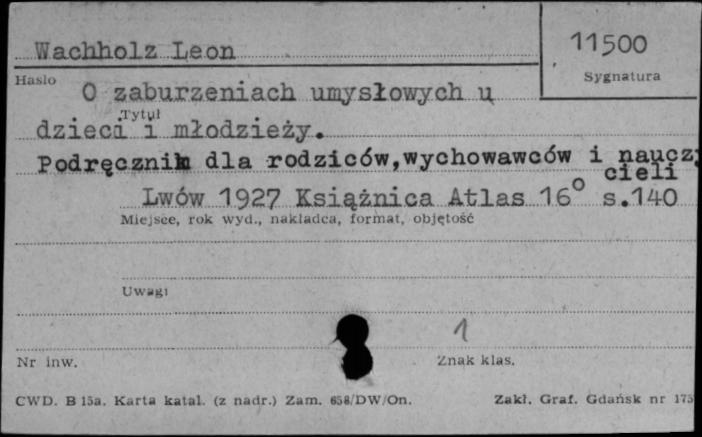 Wachholz Leon
11500
Hasło
Sygnatura
O zaburzeniach umysłowych u
Tytuł
dzieci i młodzieży.
Podręcznik dla rodziców,wychowawców i nauczy
cieli
Lwów 1927 Książnica Atlas 16° s.140
Miejsce, rok wyd., nakładca, format, objętość
Uwagi
1
Nr inw.
Znak klas.
CWD. B 15a. Karta katal. (z nadr.) Zam. 658/DW/On.
Zakł. Graf. Gdańsk nr 175